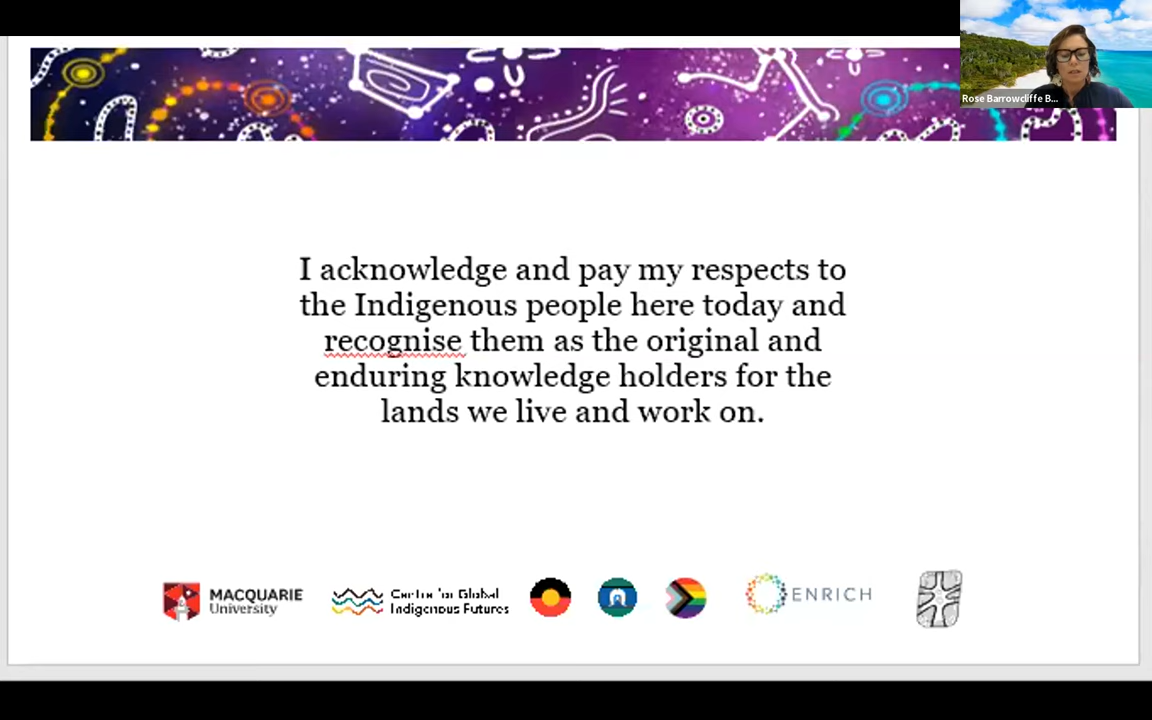 Rose Barrowcliffe B...
I acknowledge and pay my respects to
the Indigenous people here today and
recognise them as the original and
enduring knowledge holders for the
lands we live and work on.
MACQUARIE
University
Centre for Global
Indigenous Futures
ENRICH